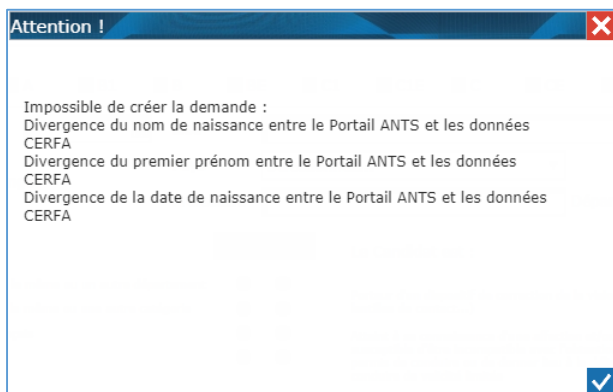 Attention !
Impossible de créer la demande :
Divergence du nom de naissance entre le Portail ANTS et les données
CERFA
Divergence du premier prénom entre le Portail ANTS et les données
CERFA
Divergence de la date de naissance entre le Portail ANTS et les données
CERFA